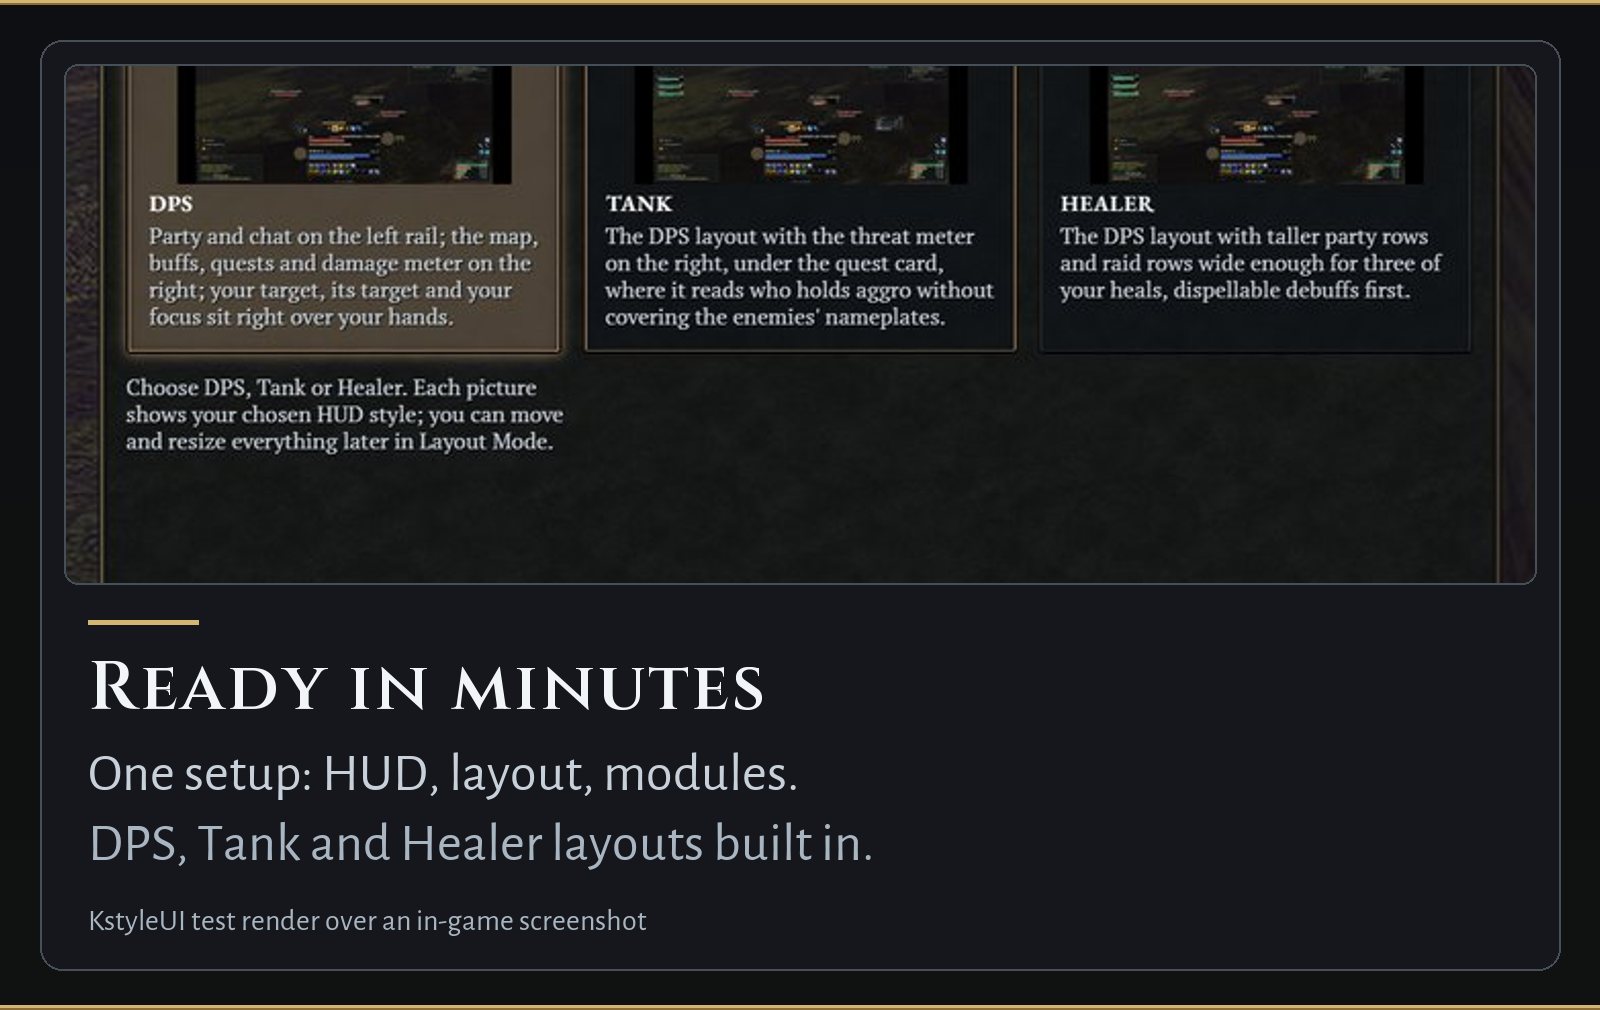 DPS
Party and chat on the left rail; the map,
buffs, quests and damage meter on the
right; your target, its target and your
focus sit right over your hands.
TANK
The DPS layout with the threat meter
on the right, under the quest card,
where it reads who holds aggro without
covering the enemies' nameplates.
HEALER
The DPS layout with taller party rows
and raid rows wide enough for three of
your heals, dispellable debuffs first.
Choose DPS, Tank or Healer. Each picture
shows your chosen HUD style; you can move
and resize everything later in Layout Mode.
Ready in minutes
One setup: HUD, layout, modules.
DPS, Tank and Healer layouts built in.
KstyleUI test render over an in-game screenshot